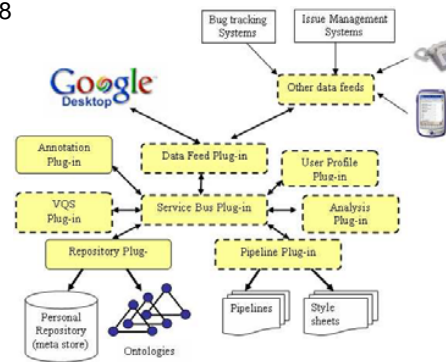 8
Bug tracking
Systems
Issue Management
Systems
Google
Desktop
Other data feeds
Annotation
Plug-in
Data Feed Plug-in
User Profile
Plug-in
VQS
Plug-in
Service Bus Plug-in
Analysis
Plug-in
Repository Plug-
Pipeline Plug-in
Personal
Repository
(meta store)
Ontologies
Pipelines
Style
sheets